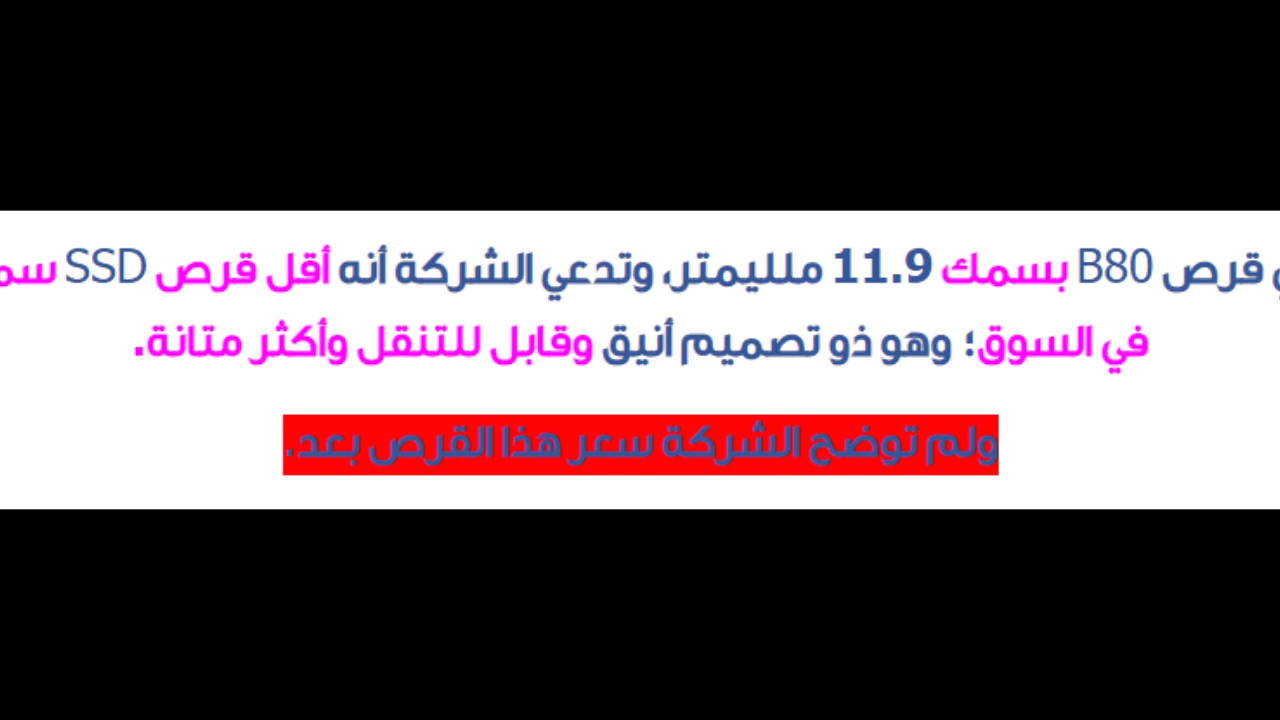 قرص B80 بسمك 11.9 ملليمتر، وتدعي الشركة أنه أقل قرص SSD
في السوق؛ وهو ذو تصميم أنيق وقابل للتنقل وأكثر متانة.
ولم توضح الشركة سعر هذا القرص بعد.